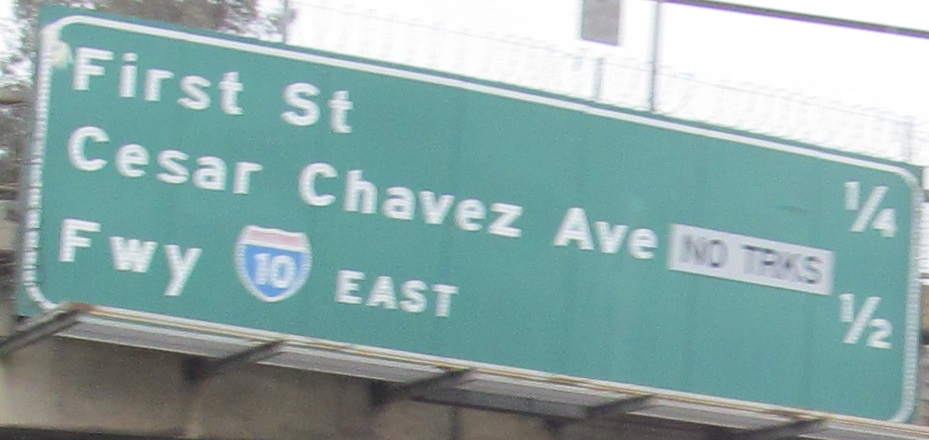 First St 1/4
Cesar Chavez Ave NO TRKS
Fwy 10 EAST 1/2